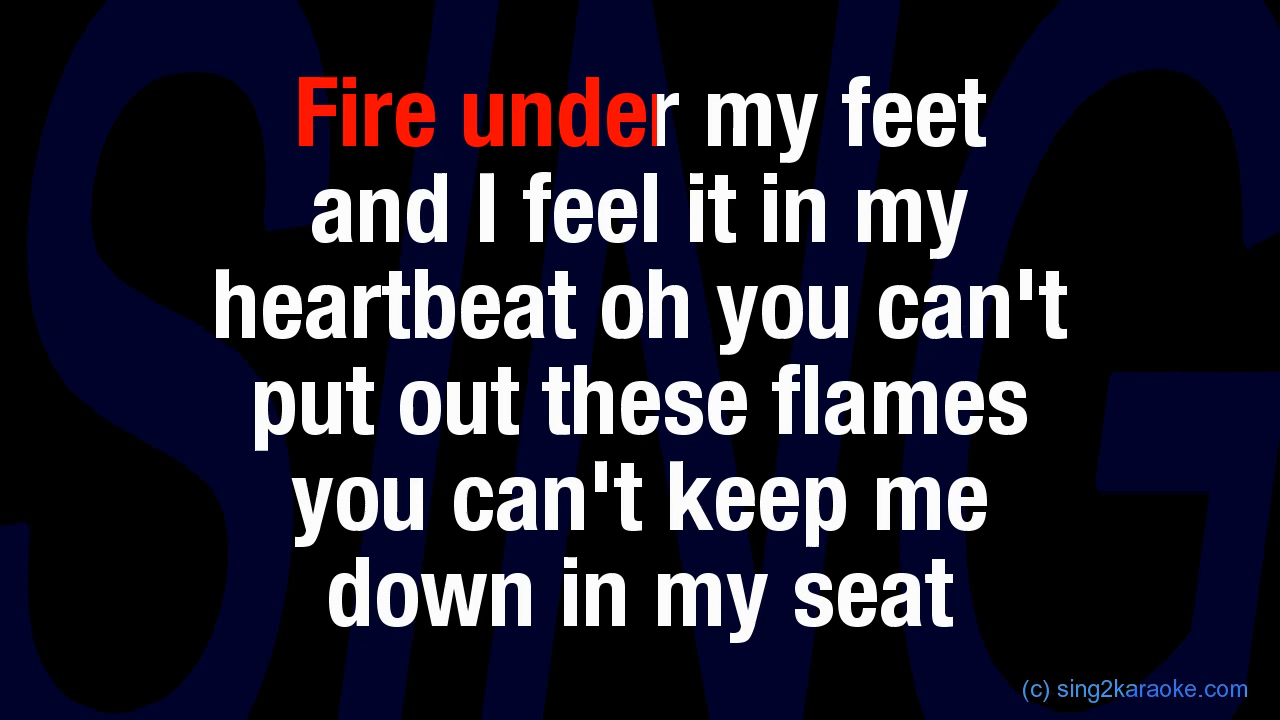 Fire under my feet
and I feel it in my
heartbeat oh you can't
put out these flames
you can't keep me
down in my seat
(c) sing2karaoke.com
SING